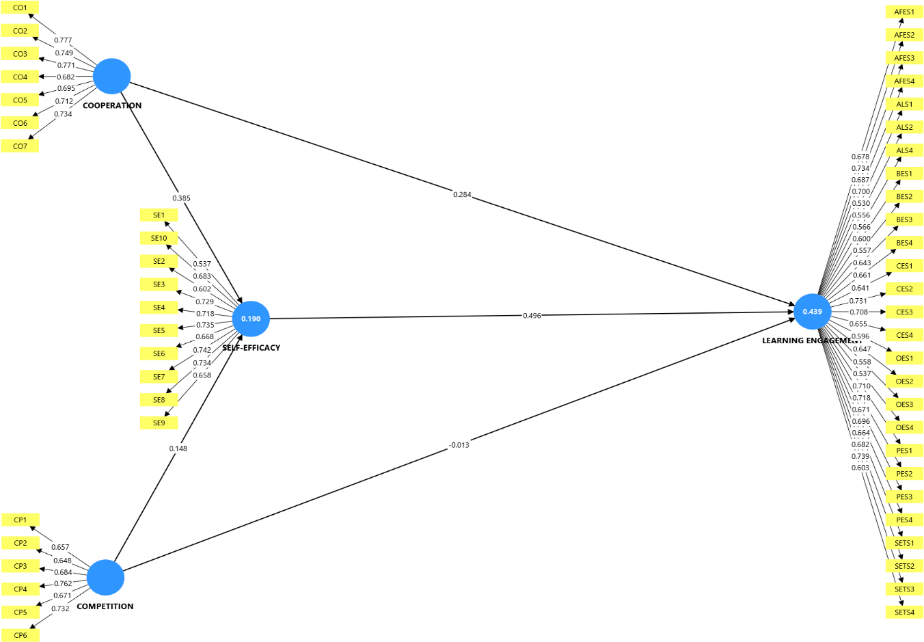 CO1
CO2
CO3
CO4
CO5
CO6
CO7
0.777
0.749
0.771
0.682
0.695
0.712
0.734
COOPERATION
0.385
0.284
SE1
SE10
SE2
SE3
SE4
SE5
SE6
SE7
SE8
SE9
0.537
0.683
0.602
0.729
0.718
0.735
0.668
0.742
0.734
0.658
0.190
SELF-EFFICACY
0.496
0.148
-0.013
CP1
CP2
CP3
CP4
CP5
CP6
0.657
0.648
0.684
0.762
0.671
0.732
COMPETITION
0.439
LEARNING ENGAGEMENT
0.678
0.734
0.687
0.700
0.530
0.556
0.566
0.600
0.557
0.643
0.661
0.641
0.731
0.708
0.655
0.596
0.647
0.558
0.537
0.710
0.718
0.671
0.696
0.664
0.682
0.739
0.603
AFES1
AFES2
AFES3
AFES4
ALS1
ALS2
ALS4
BES1
BES2
BES3
BES4
CES1
CES2
CES3
CES4
OES1
OES2
OES3
OES4
PES1
PES2
PES3
PES4
SETS1
SETS2
SETS3
SETS4